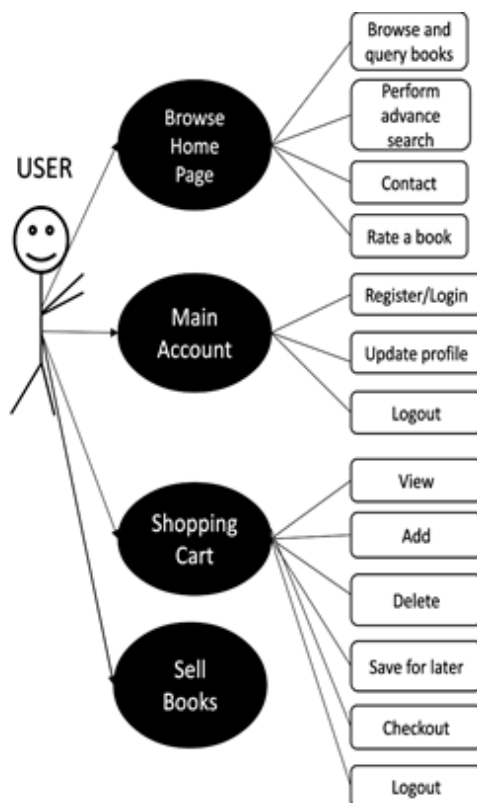 USER
Browse
Home
Page
Browse and
query books
Perform
advance
search
Contact
Rate a book
Main
Account
Register/Login
Update profile
Logout
Shopping
Cart
View
Add
Delete
Save for later
Checkout
Logout
Sell
Books